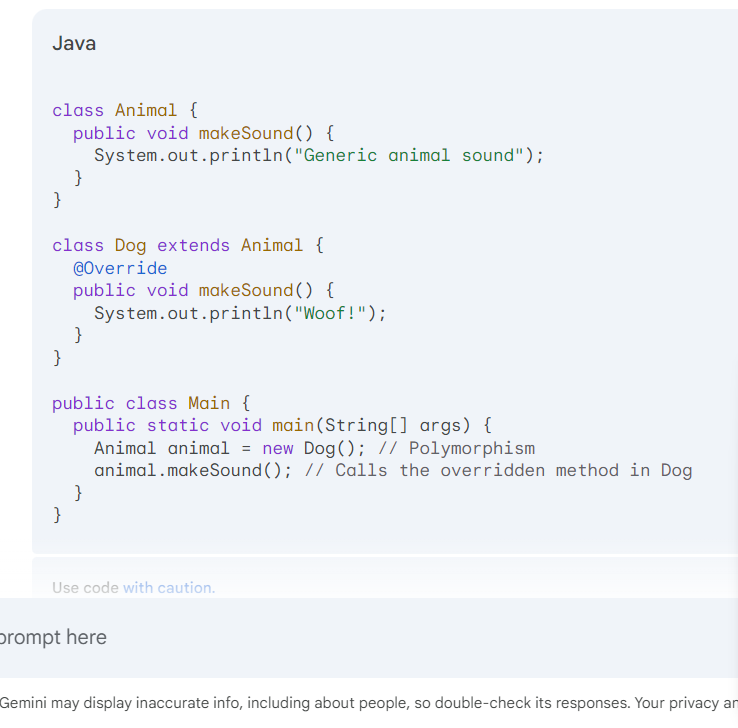 Java
class Animal {
  public void makeSound() {
    System.out.println("Generic animal sound");
  }
}
class Dog extends Animal {
  @Override
  public void makeSound() {
    System.out.println("Woof!");
  }
}
public class Main {
  public static void main(String[] args) {
    Animal animal = new Dog(); // Polymorphism
    animal.makeSound(); // Calls the overridden method in Dog
  }
}
Use code with caution.
prompt here
Gemini may display inaccurate info, including about people, so double-check its responses. Your privacy